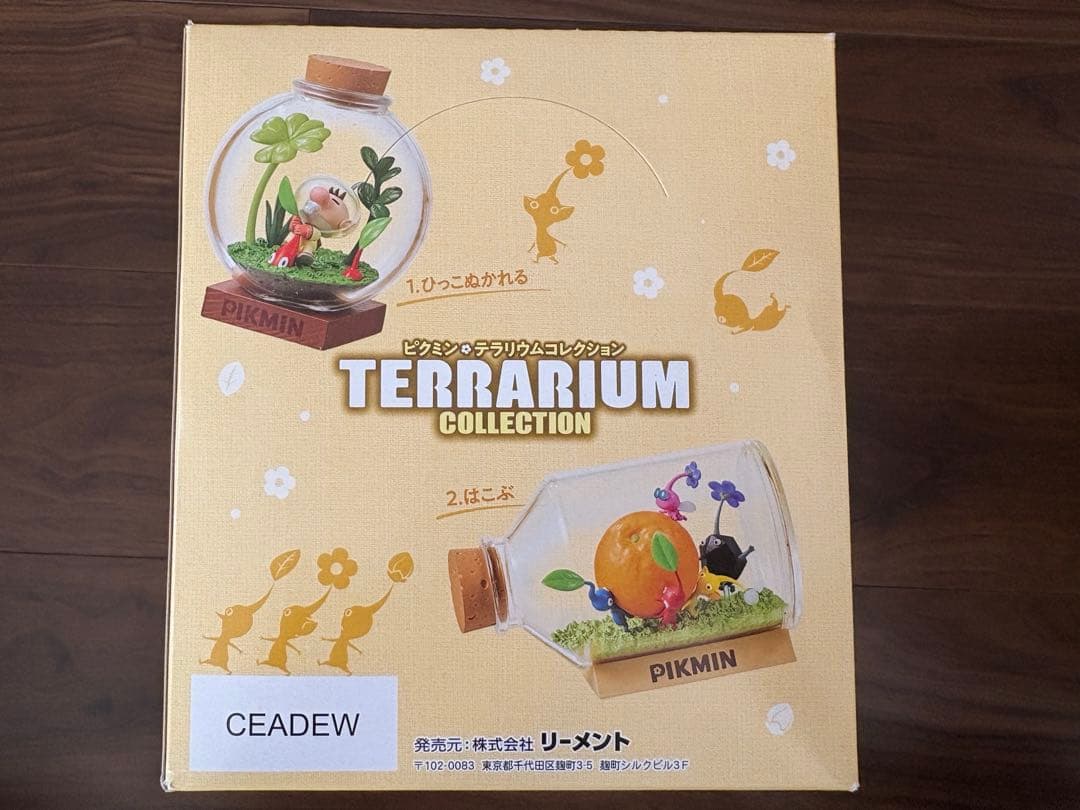 PIKMIN
1.ひっこぬかれる
ピクミン テラリウムコレクション
TERRARIUM
COLLECTION
2.はこぶ
PIKMIN
CEADEW
発売元:株式会社 リーメント
〒102-0083 東京都千代田区麹町3-5 麹町シルクビル3F